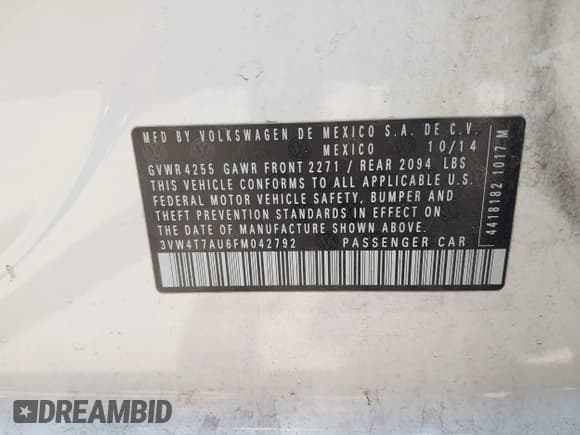 MFD BY VOLKSWAGEN DE MEXICO S.A. DE C.V.
MEXICO 10/14
GVWR 4255 GAWR FRONT 2271 / REAR 2094 LBS
THIS VEHICLE CONFORMS TO ALL APPLICABLE U.S.
FEDERAL MOTOR VEHICLE SAFETY, BUMPER AND
THEFT PREVENTION STANDARDS IN EFFECT ON
THE DATE OF MANUFACTURE SHOWN ABOVE.
3VW4T7AU6FM042792 PASSENGER CAR
4418182 1017 M
DREAMBID